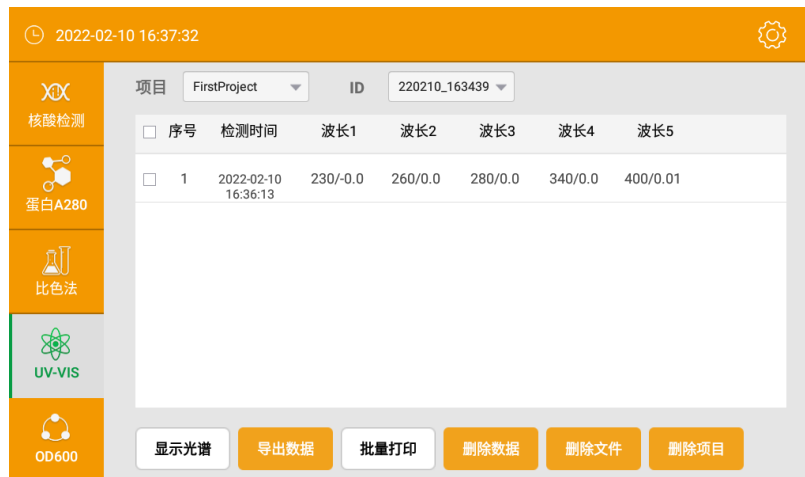 2022-02-10 16:37:32
项目 FirstProject ID 220210_163439
核酸检测
蛋白A280
比色法
UV-VIS
OD600
序号 检测时间 波长1 波长2 波长3 波长4 波长5
1 2022-02-10 16:36:13 230/-0.0 260/0.0 280/0.0 340/0.0 400/0.01
显示光谱 导出数据 批量打印 删除数据 删除文件 删除项目